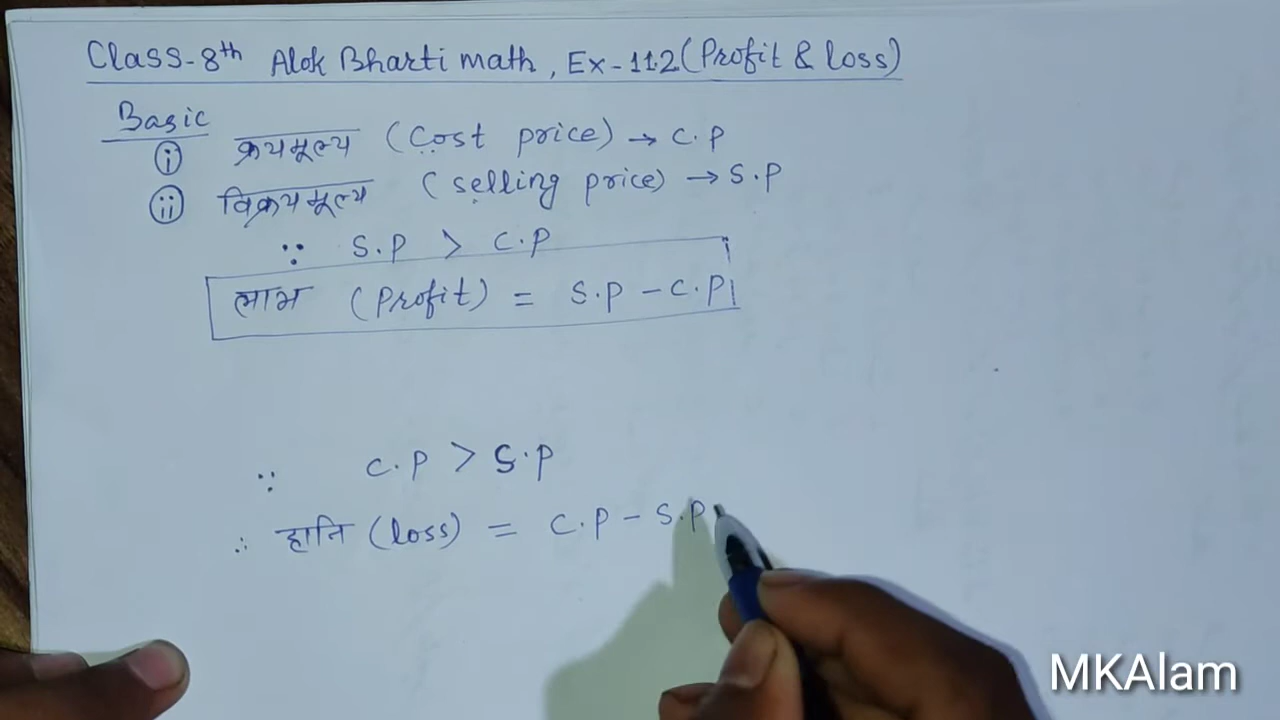 Class-8th Alok Bharti math, Ex-11.2 (Profit & loss)
Basic
(i) क्रयमूल्य (Cost price) → C.P
(ii) विक्रयमूल्य (selling price) → S.P
∵ S.P > C.P
लाभ (Profit) = S.P - C.P
∵ C.P > S.P
∴ हानि (loss) = C.P - S.P
MKAlam